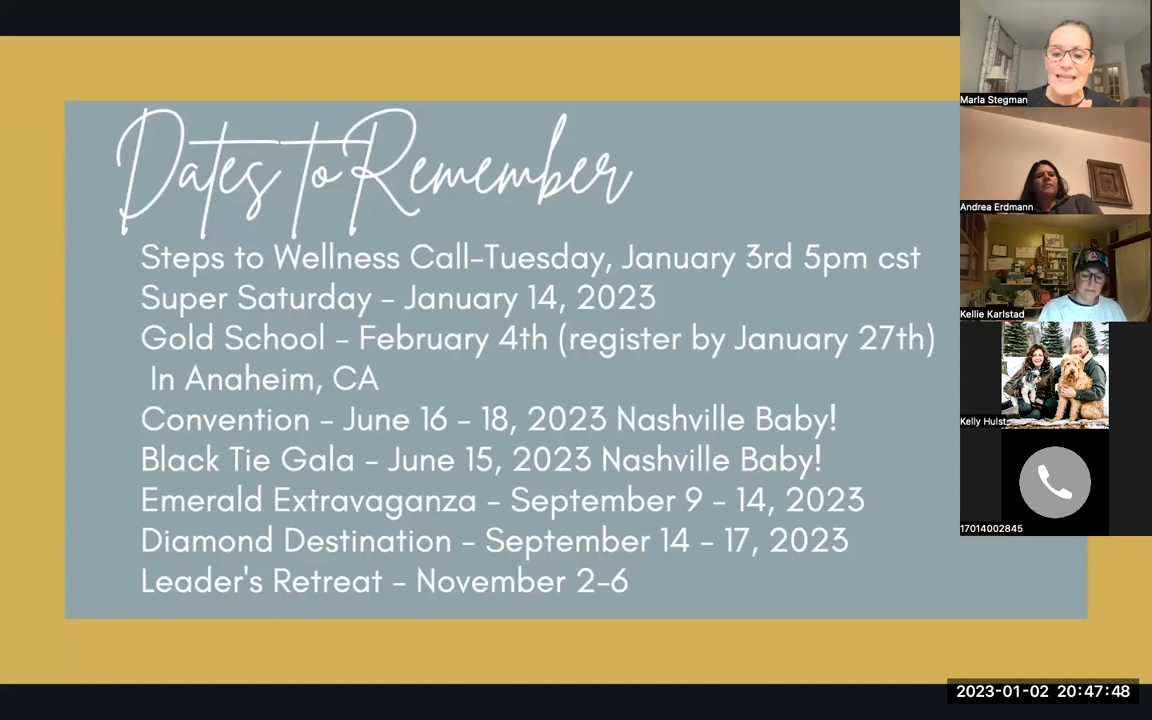 Dates to Remember
Steps to Wellness Call-Tuesday, January 3rd 5pm cst
Super Saturday - January 14, 2023
Gold School - February 4th (register by January 27th)
In Anaheim, CA
Convention - June 16 - 18, 2023 Nashville Baby!
Black Tie Gala - June 15, 2023 Nashville Baby!
Emerald Extravaganza - September 9 - 14, 2023
Diamond Destination - September 14 - 17, 2023
Leader's Retreat - November 2-6
Marla Stegman
Andrea Erdmann
Kellie Karlstad
Kelly Hulst
17014002845
2023-01-02 20:47:48